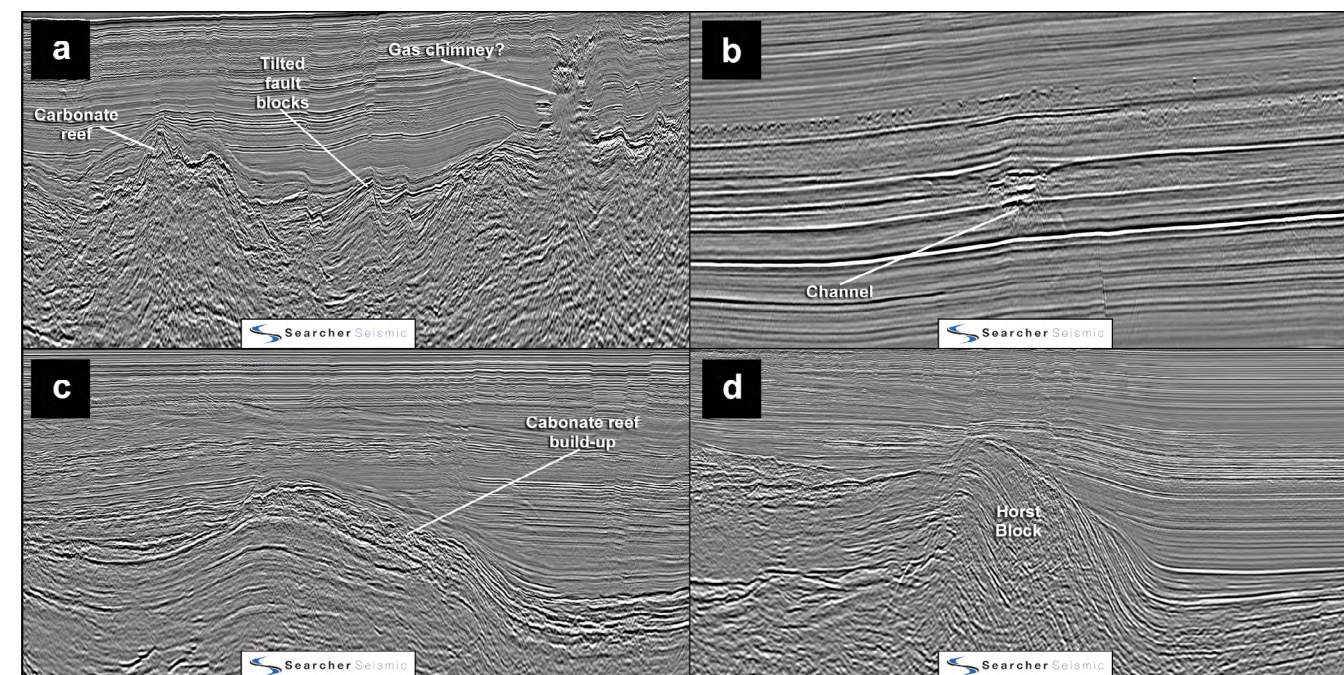 a
Gas chimney?
Tilted
fault
blocks
Carbonate
reef
Searcher Seismic
b
Channel
Searcher Seismic
c
Cabonate reef
build-up
Searcher Seismic
d
Horst
Block
Searcher Seismic